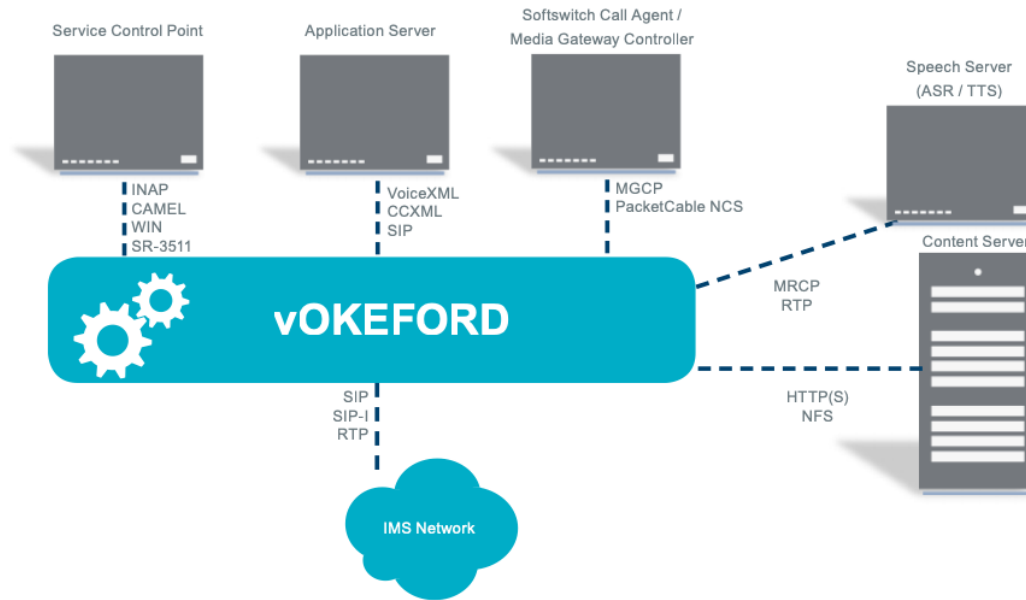 Service Control Point
Application Server
Softswitch Call Agent /
Media Gateway Controller
Speech Server
(ASR / TTS)
INAP
CAMEL
WIN
SR-3511
VoiceXML
CCXML
SIP
MGCP
PacketCable NCS
Content Server
MRCP
RTP
vOKEFORD
HTTP(S)
NFS
SIP
SIP-I
RTP
IMS Network